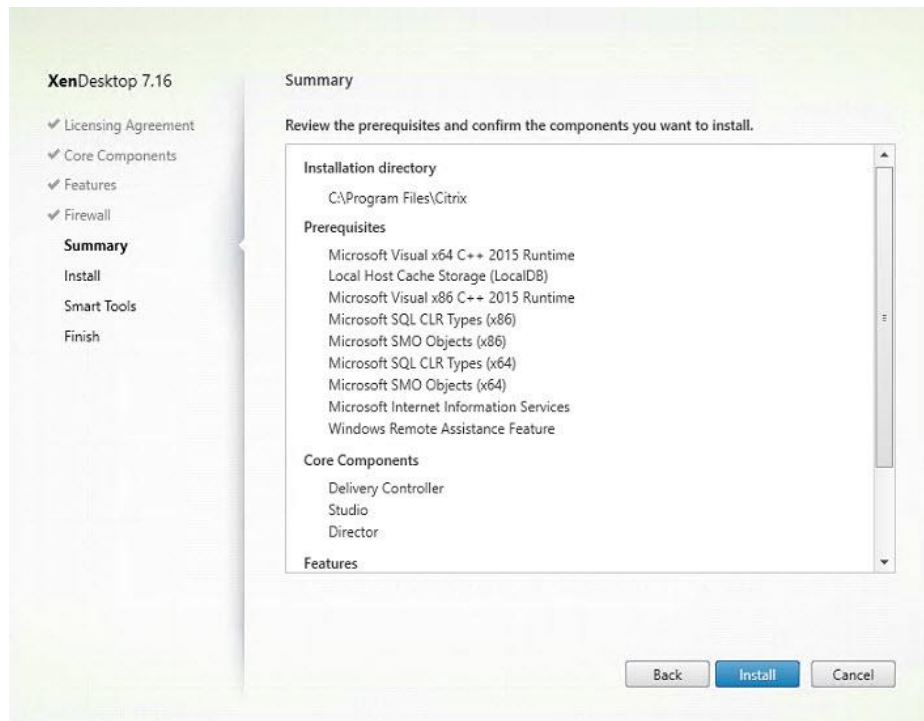 XenDesktop 7.16
Licensing Agreement
Core Components
Features
Firewall
Summary
Install
Smart Tools
Finish
Summary
Review the prerequisites and confirm the components you want to install.
Installation directory
C:\Program Files\Citrix
Prerequisites
Microsoft Visual x64 C++ 2015 Runtime
Local Host Cache Storage (LocalDB)
Microsoft Visual x86 C++ 2015 Runtime
Microsoft SQL CLR Types (x86)
Microsoft SMO Objects (x86)
Microsoft SQL CLR Types (x64)
Microsoft SMO Objects (x64)
Microsoft Internet Information Services
Windows Remote Assistance Feature
Core Components
Delivery Controller
Studio
Director
Features
Back Install Cancel